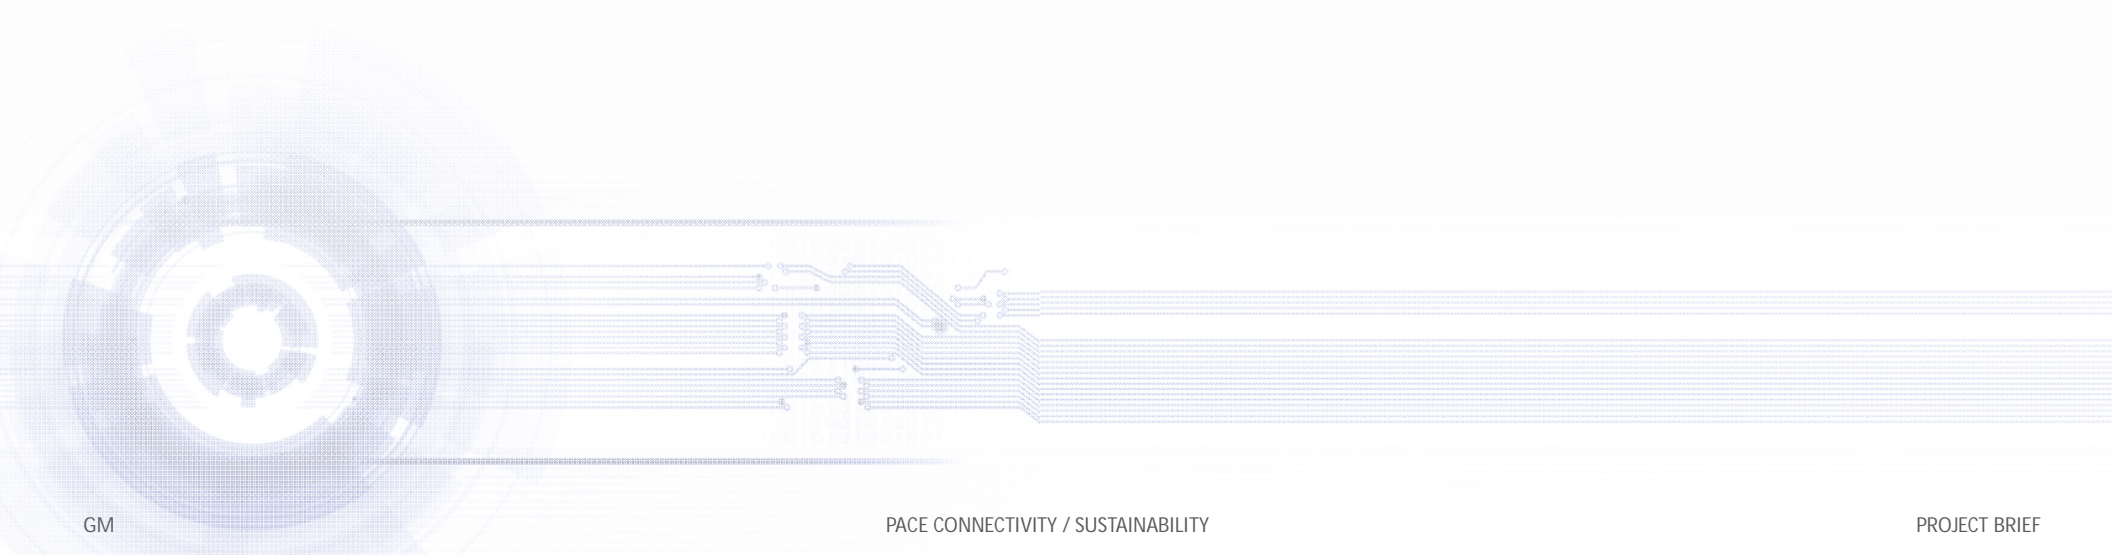 GM
PACE CONNECTIVITY / SUSTAINABILITY
PROJECT BRIEF